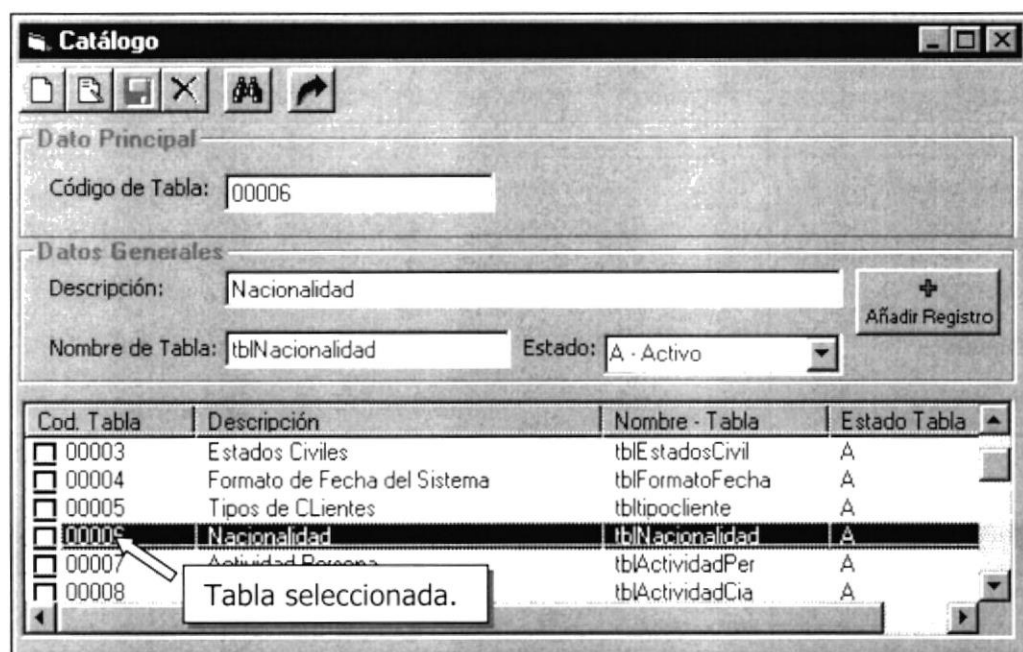 Catálogo
Dato Principal
Código de Tabla: 00006
Datos Generales
Descripción: Nacionalidad
Añadir Registro
Nombre de Tabla: tblNacionalidad Estado: A - Activo
Cod. Tabla Descripción Nombre - Tabla Estado Tabla
00003 Estados Civiles tblEstadosCivil A
00004 Formato de Fecha del Sistema tblFormatoFecha A
00005 Tipos de CLientes tbltipocliente A
00006 Nacionalidad tblNacionalidad A
00007 Actividad Persona tblActividadPer A
00008 tblActividadCia A
Tabla seleccionada.